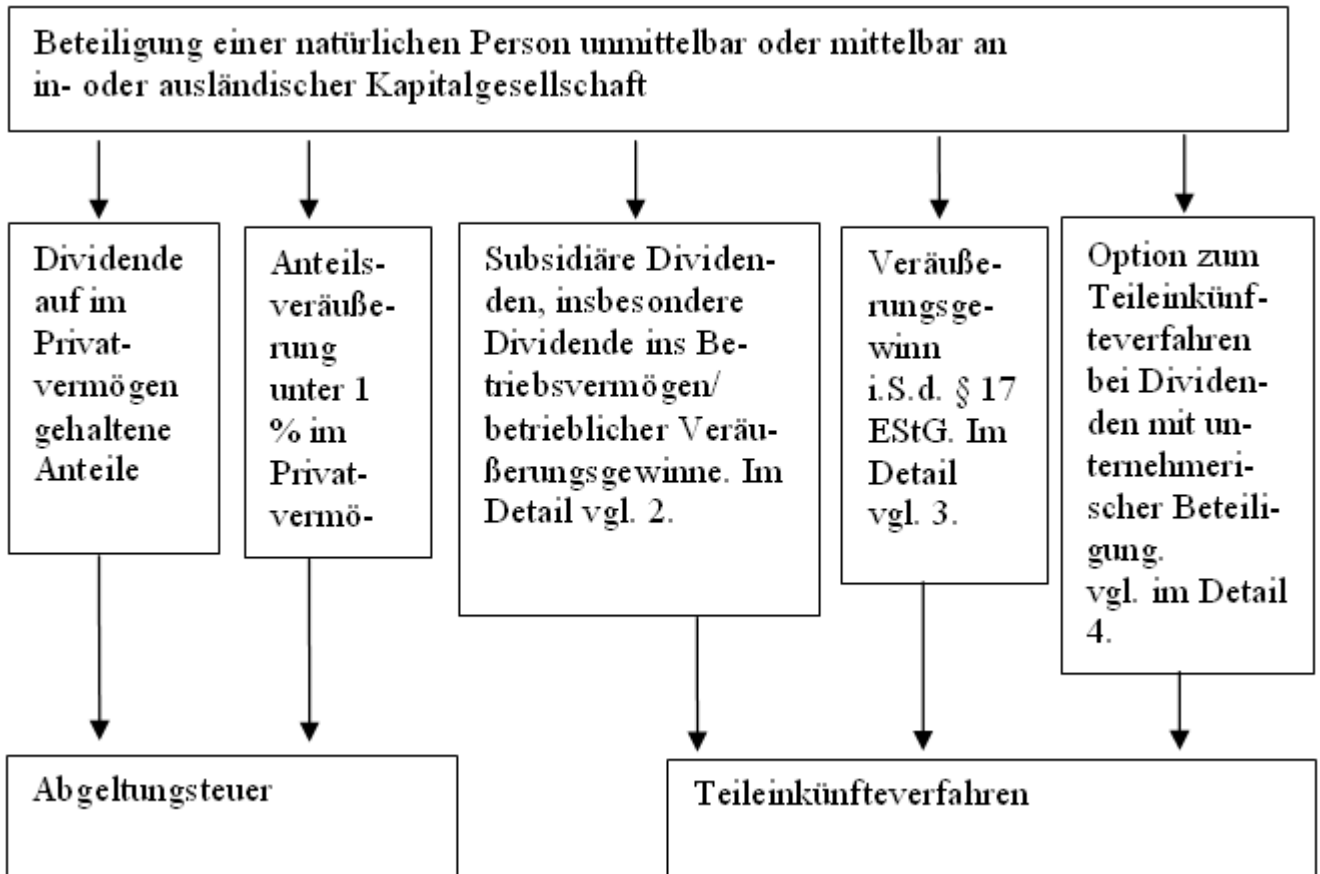 Beteiligung einer natürlichen Person unmittelbar oder mittelbar an
in- oder ausländischer Kapitalgesellschaft
Dividende
auf im
Privat-
vermögen
gehaltene
Anteile
Anteils-
veräuße-
rung
unter 1
% im
Privat-
vermö-
Subsidiäre Dividen-
den, insbesondere
Dividende ins Be-
triebsvermögen/
betrieblicher Veräu-
ßerungsgewinne. Im
Detail vgl. 2.
Veräuße-
rungsge-
winn
i.S.d. § 17
EStG. Im
Detail
vgl. 3.
Option zum
Teileinkünf-
teverfahren
bei Dividen-
den mit un-
ternehmeri-
scher Beteili-
gung.
vgl. im Detail
4.
Abgeltungsteuer
Teileinkünfteverfahren